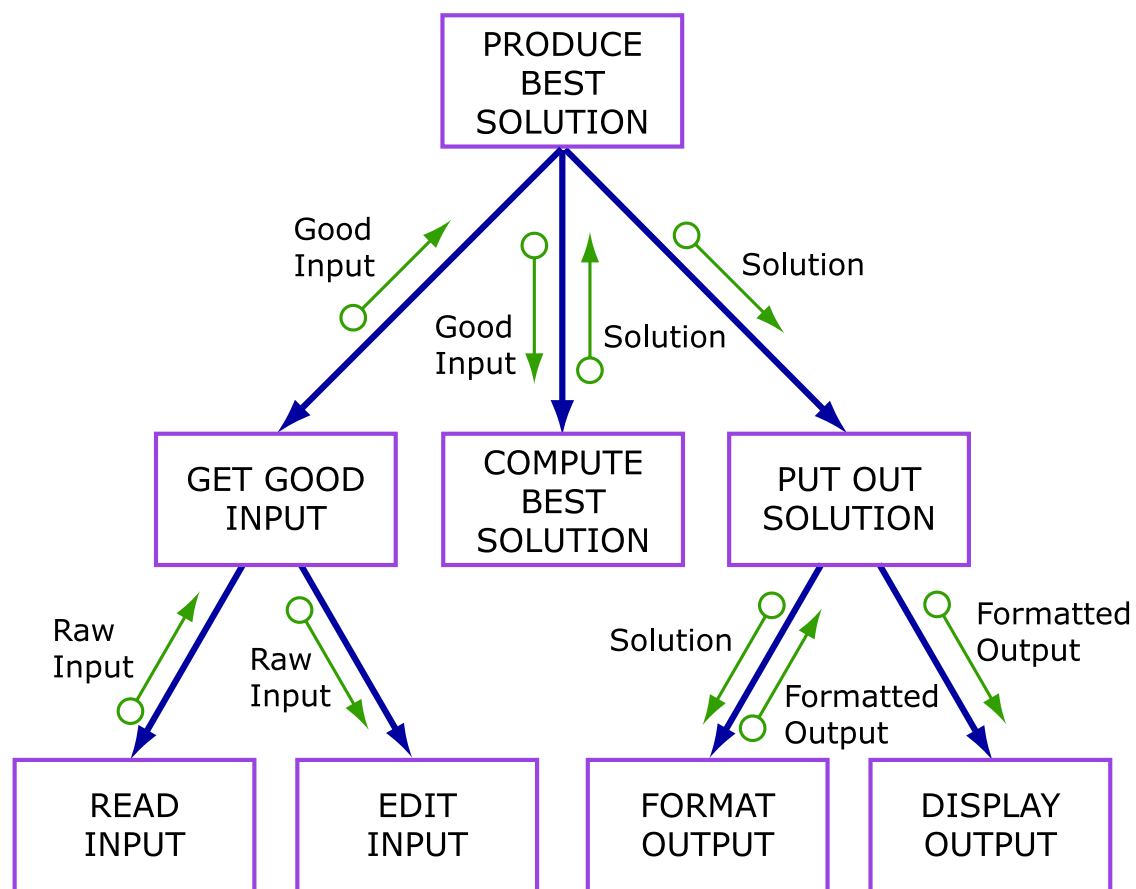 PRODUCE
BEST
SOLUTION
Good
Input
Good
Input
Solution
Solution
GET GOOD
INPUT
COMPUTE
BEST
SOLUTION
PUT OUT
SOLUTION
Raw
Input
Raw
Input
Solution
Formatted
Output
Formatted
Output
READ
INPUT
EDIT
INPUT
FORMAT
OUTPUT
DISPLAY
OUTPUT